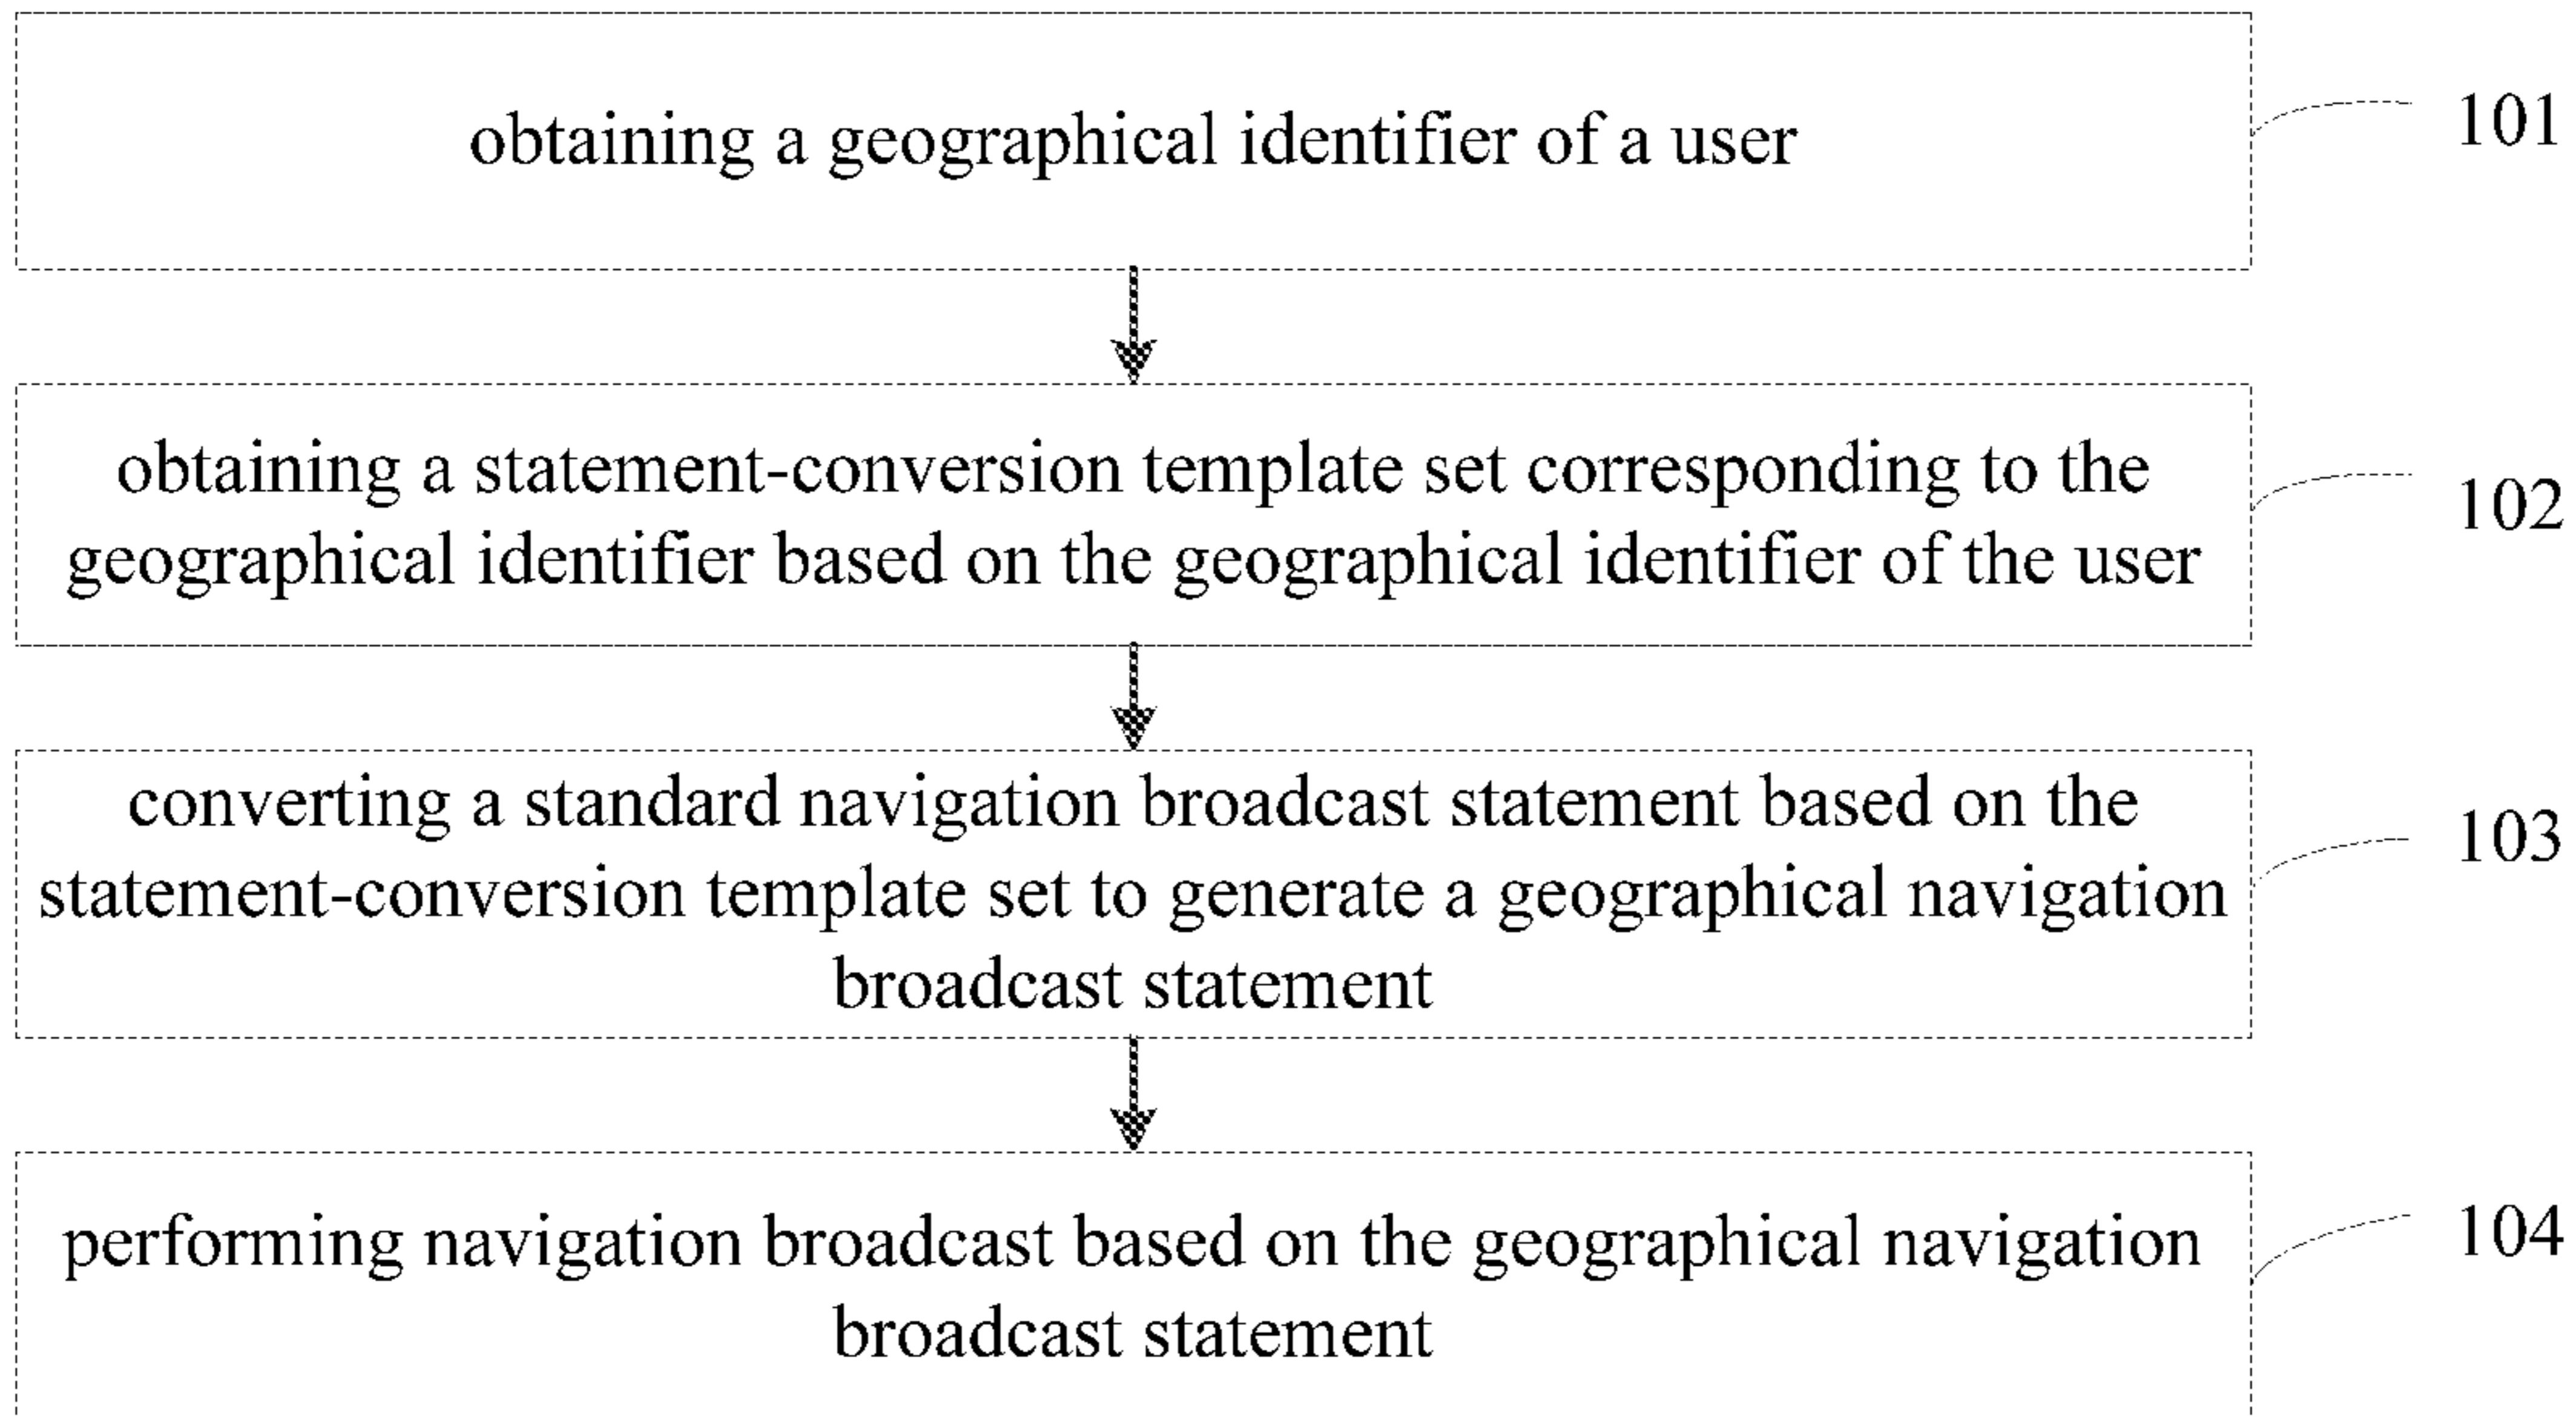 obtaining a geographical identifier of a user
101
obtaining a statement-conversion template set corresponding to the
geographical identifier based on the geographical identifier of the user
102
converting a standard navigation broadcast statement based on the
statement-conversion template set to generate a geographical navigation
broadcast statement
103
performing navigation broadcast based on the geographical navigation
broadcast statement
104